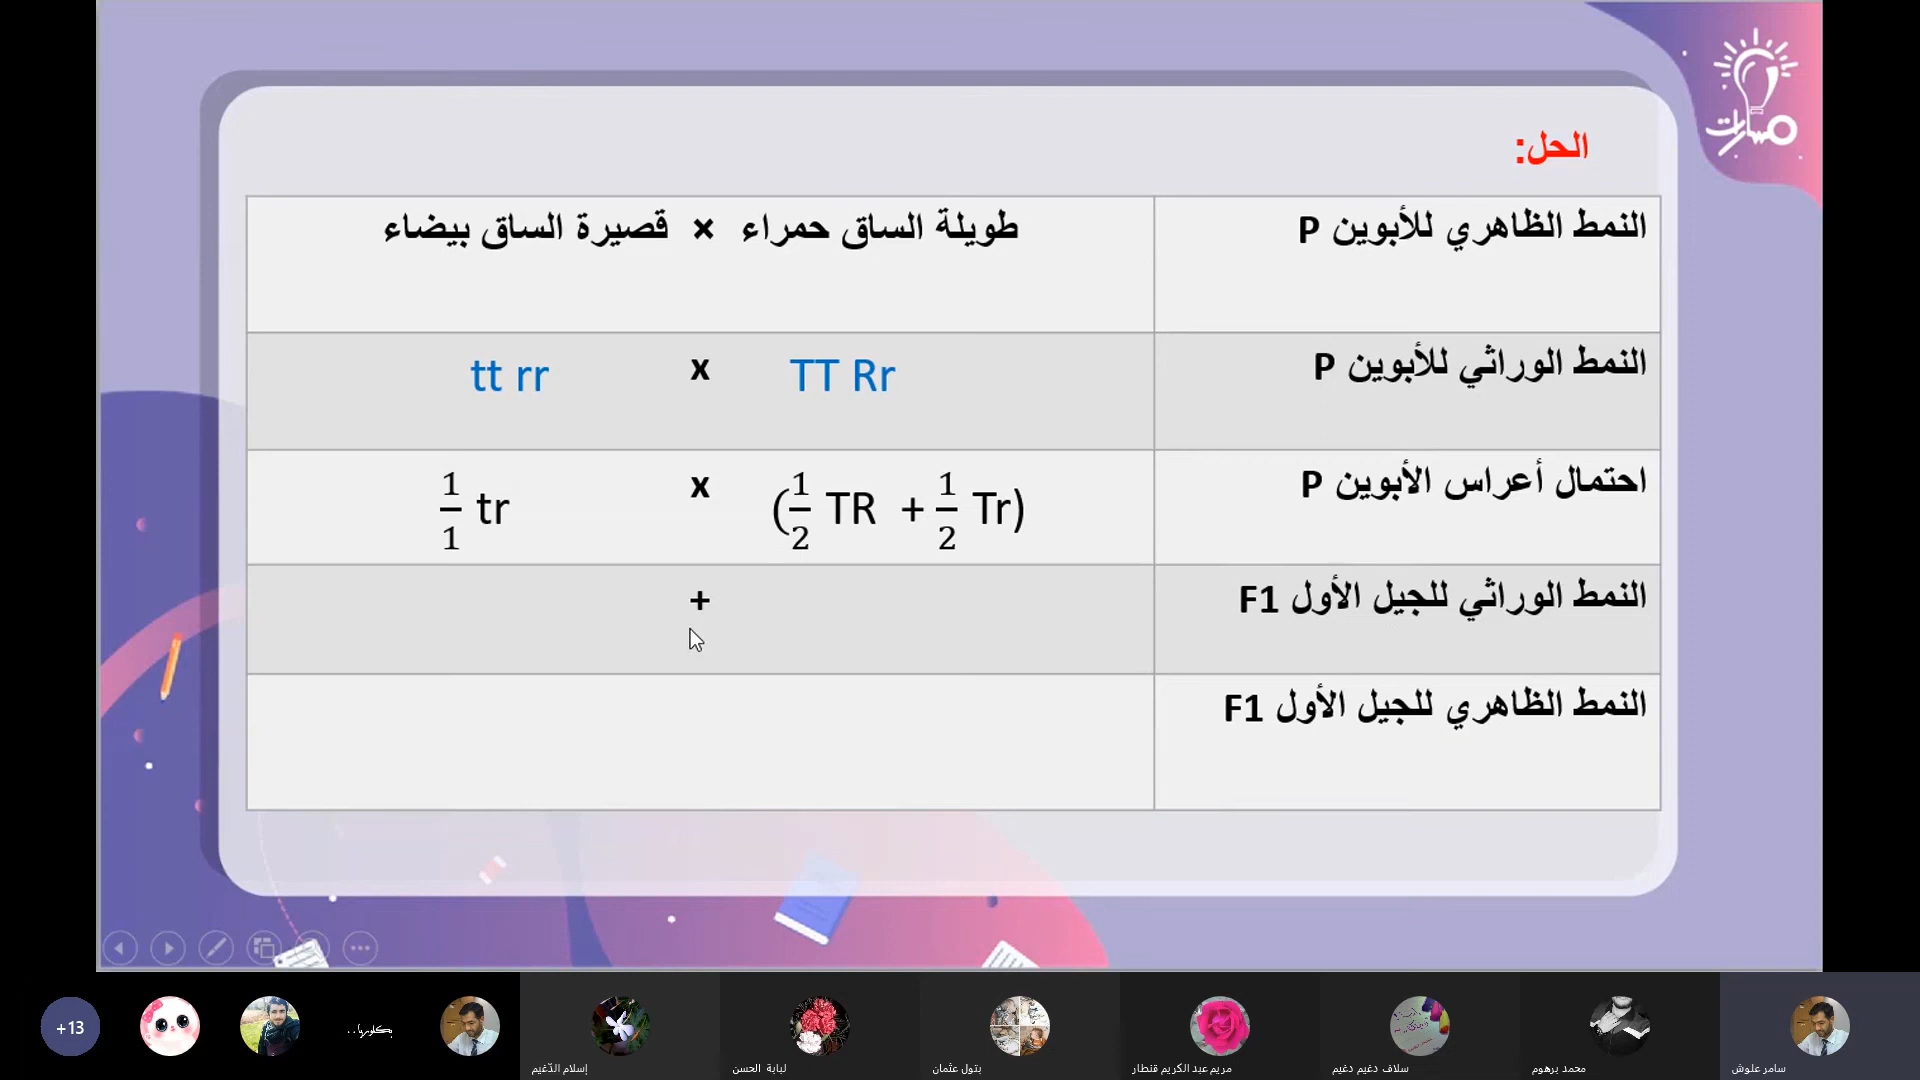 مسارات
الحل:
النمط الظاهري للأبوين P
طويلة الساق حمراء × قصيرة الساق بيضاء
النمط الوراثي للأبوين P
TT Rr x tt rr
احتمال أعراس الأبوين P
(1/2 TR + 1/2 Tr) x 1/1 tr
النمط الوراثي للجيل الأول F1
+
النمط الظاهري للجيل الأول F1
+13
بكلوريا..
إسلام الدّغيم
لبابة الحسن
بتول عثمان
مريم عبد الكريم قنطار
سلاف دغيم دغيم
محمد برهوم
سامر علوش